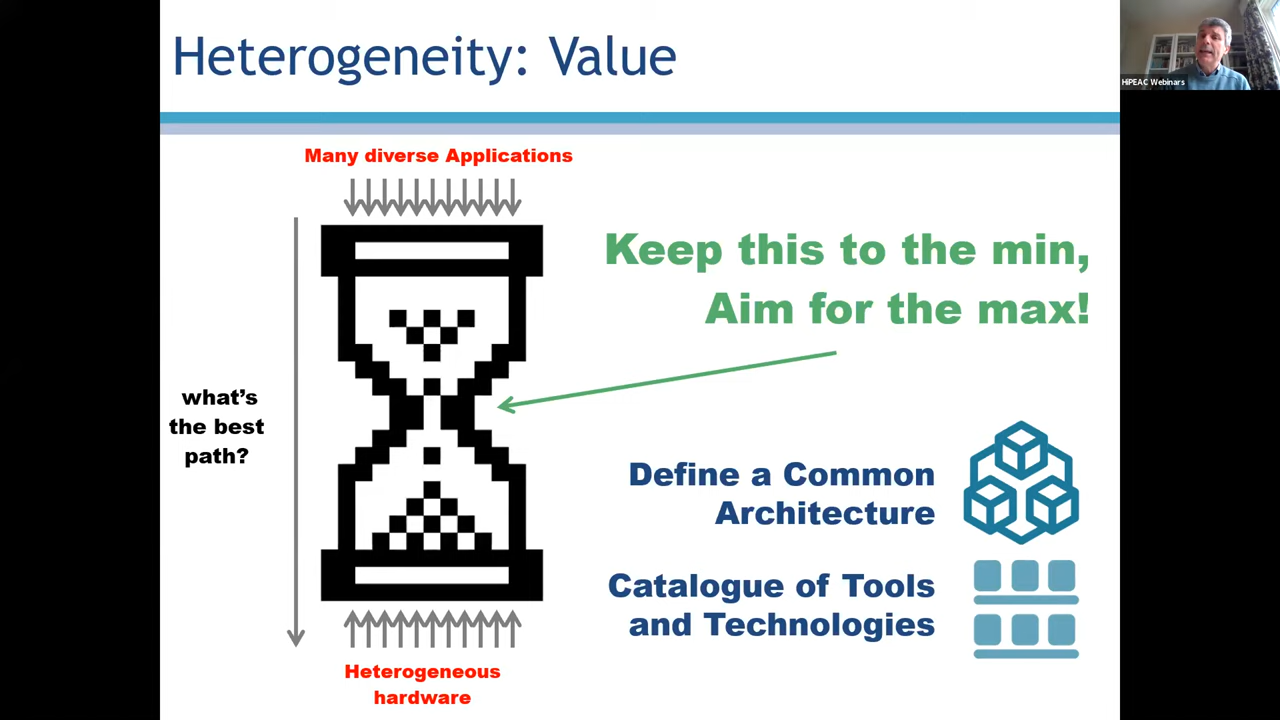 Heterogeneity: Value
HiPEAC Webinars
Many diverse Applications
Keep this to the min,
Aim for the max!
what's
the best
path?
Define a Common
Architecture
Catalogue of Tools
and Technologies
Heterogeneous
hardware